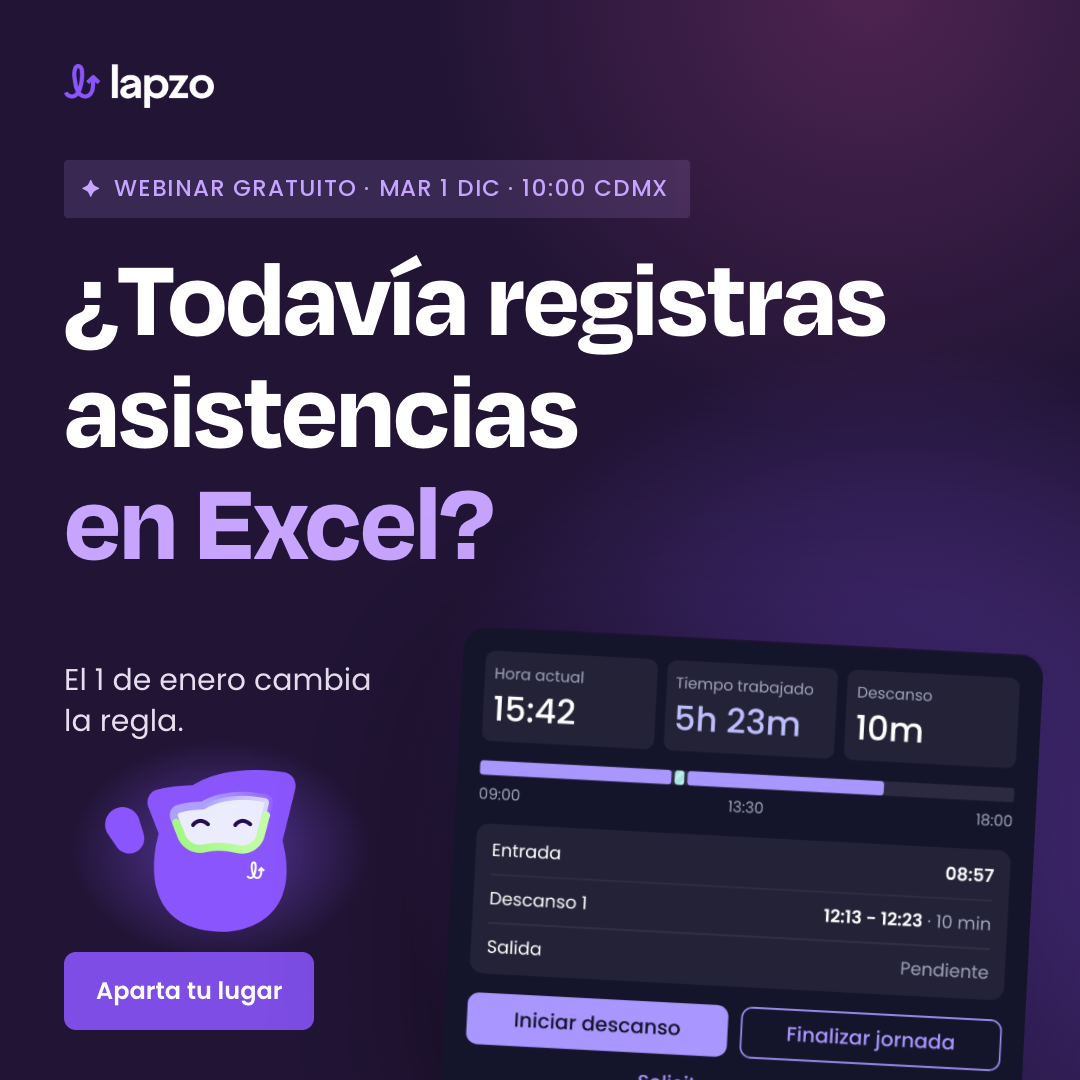 lapzo
WEBINAR GRATUITO · MAR 1 DIC · 10:00 CDMX
¿Todavía registras
asistencias
en Excel?
El 1 de enero cambia
la regla.
Aparta tu lugar
Hora actual
15:42
Tiempo trabajado
5h 23m
Descanso
10m
09:00 13:30 18:00
Entrada 08:57
Descanso 1 12:13 - 12:23 · 10 min
Salida Pendiente
Iniciar descanso
Finalizar jornada